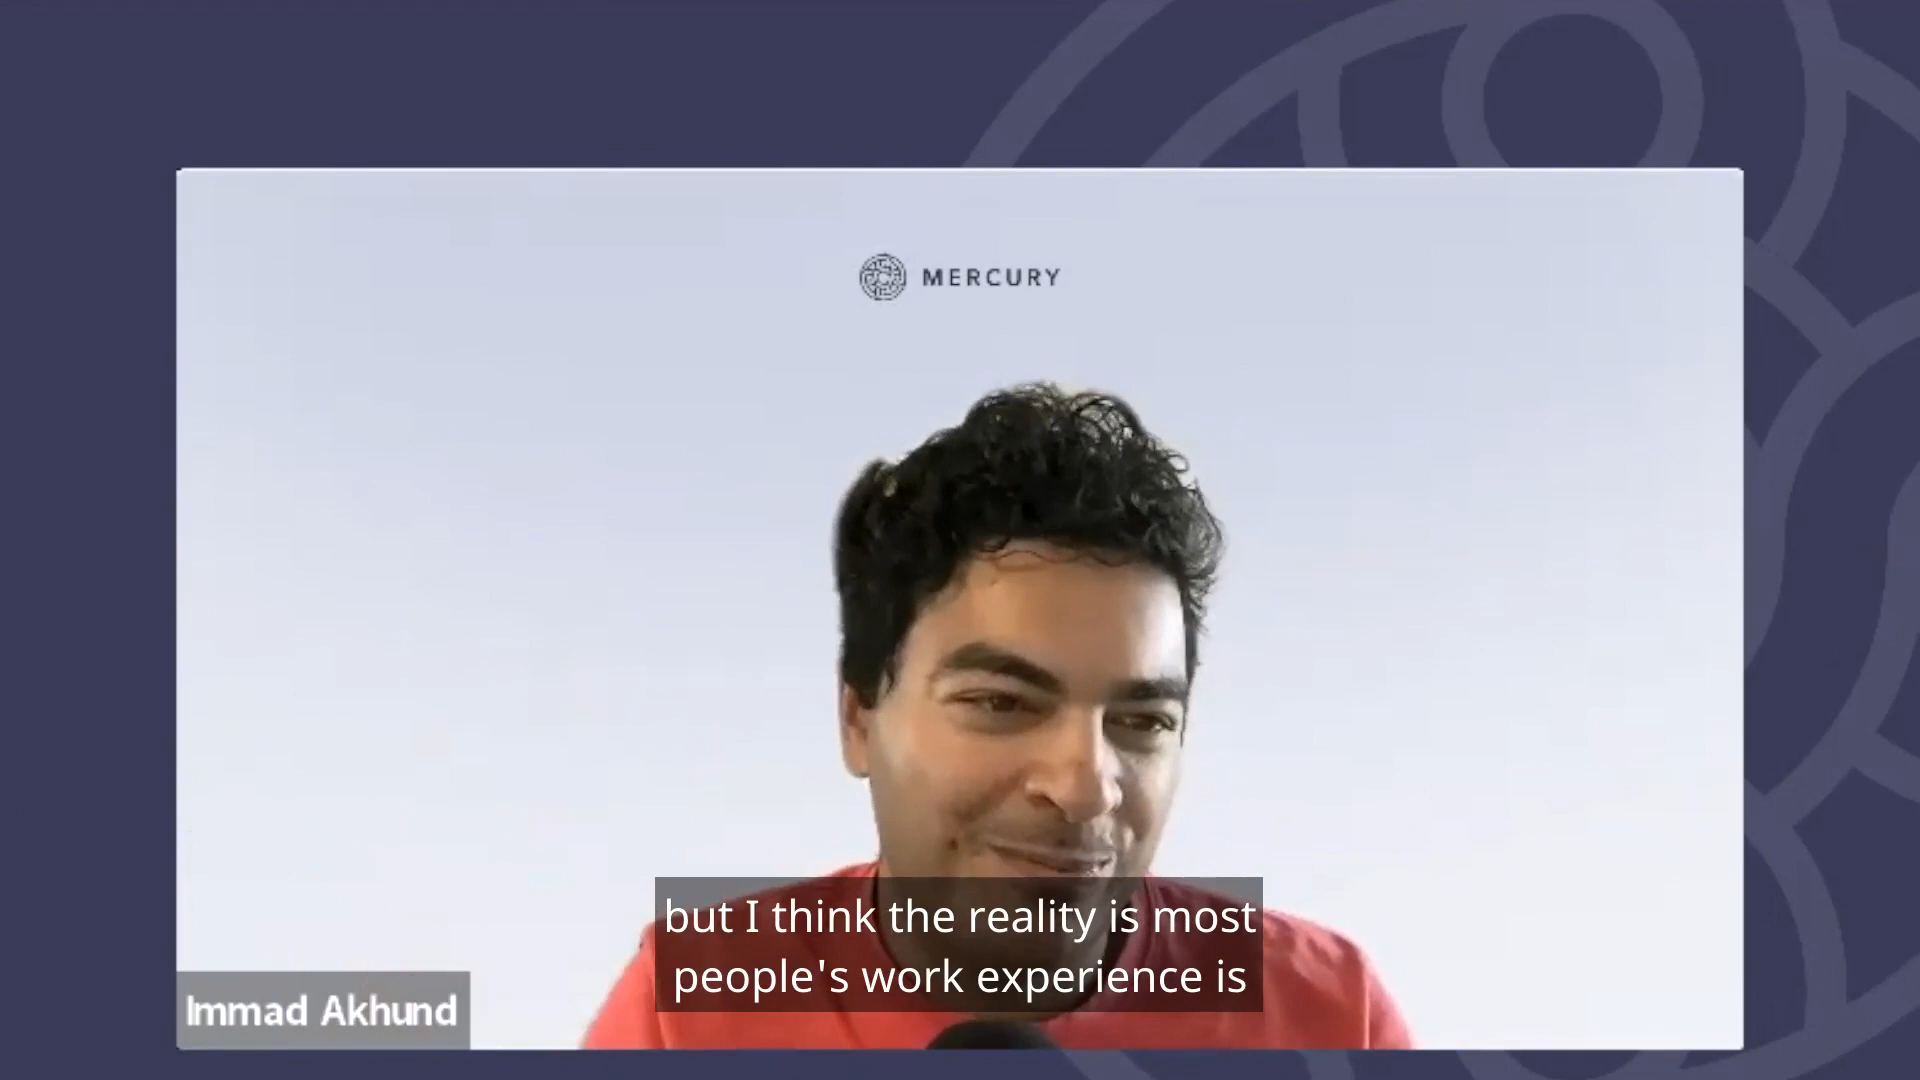 MERCURY
but I think the reality is most
people's work experience is
Immad Akhund